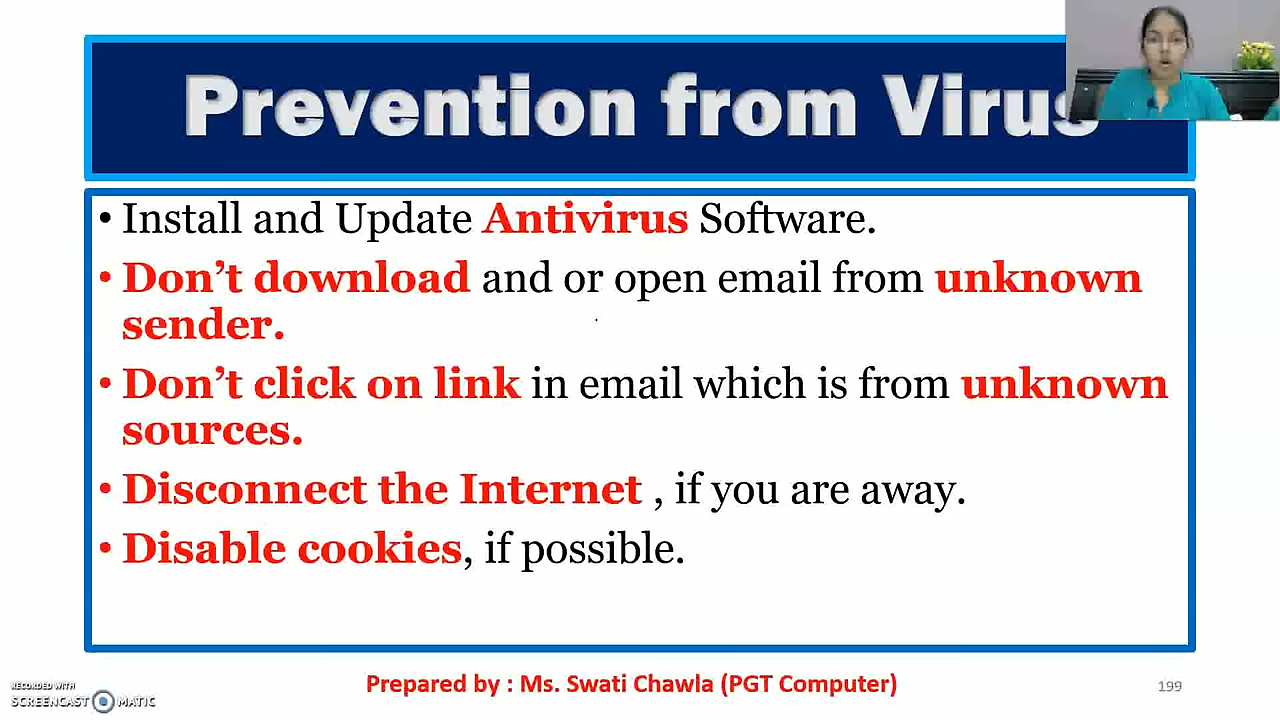 Prevention from Virus
• Install and Update Antivirus Software.
• Don’t download and or open email from unknown
sender.
• Don’t click on link in email which is from unknown
sources.
• Disconnect the Internet , if you are away.
• Disable cookies, if possible.
Prepared by : Ms. Swati Chawla (PGT Computer)
199
RECORDED WITH
SCREENCAST MATIC